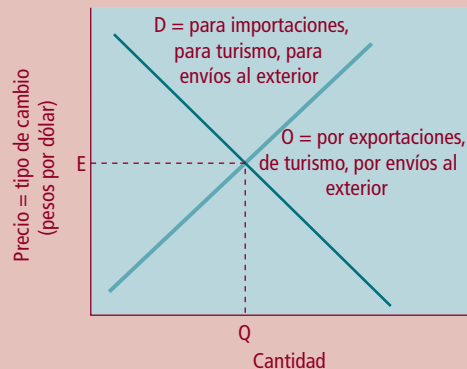 D = para importaciones,
para turismo, para
envíos al exterior
O = por exportaciones,
de turismo, por envíos al
exterior
Precio = tipo de cambio
(pesos por dólar)
E
Q
Cantidad